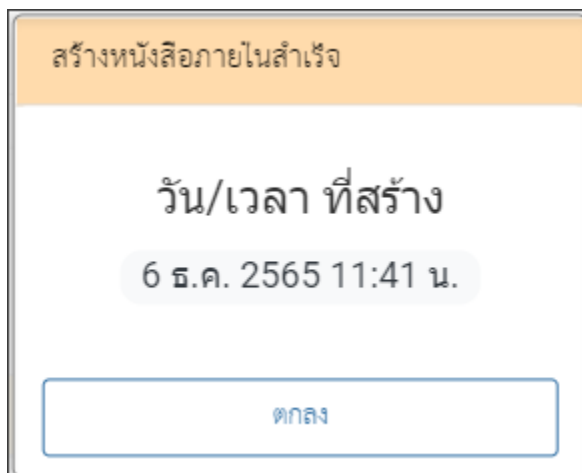 สร้างหนังสือภายในสำเร็จ
วัน/เวลา ที่สร้าง
6 ธ.ค. 2565 11:41 น.
ตกลง